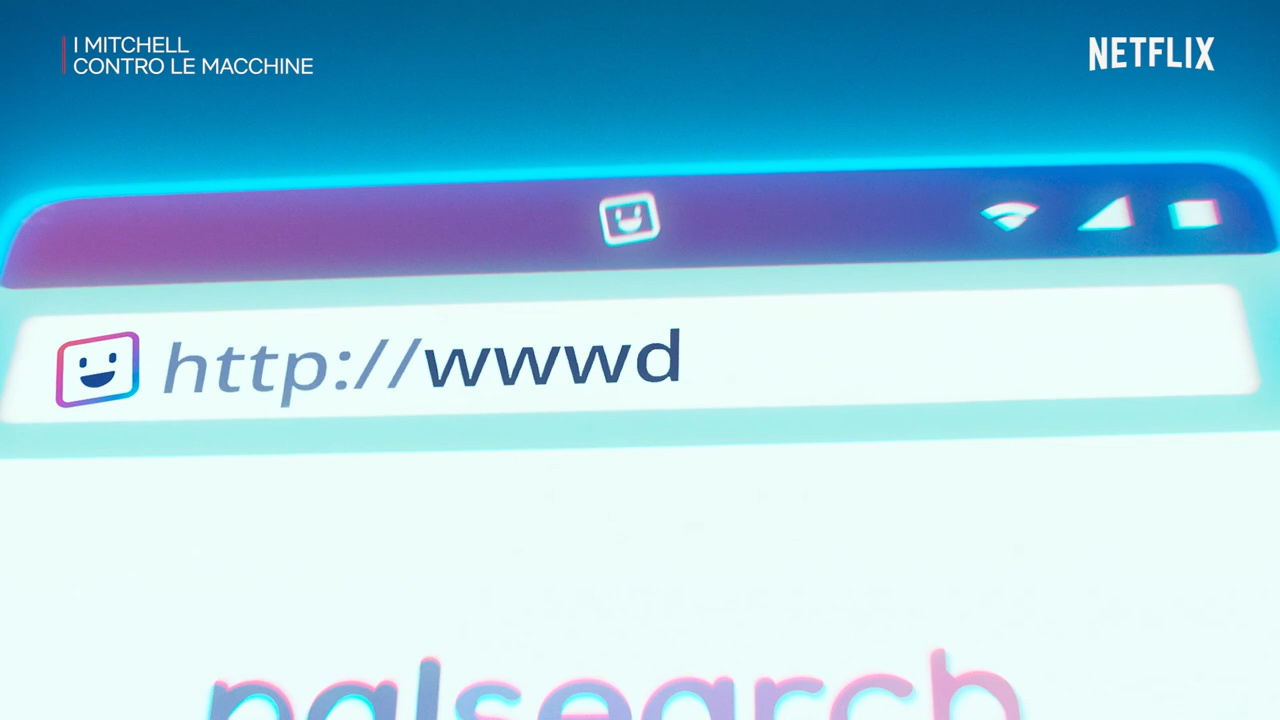 I MITCHELL
CONTRO LE MACCHINE
NETFLIX
http://wwwd
palsearch